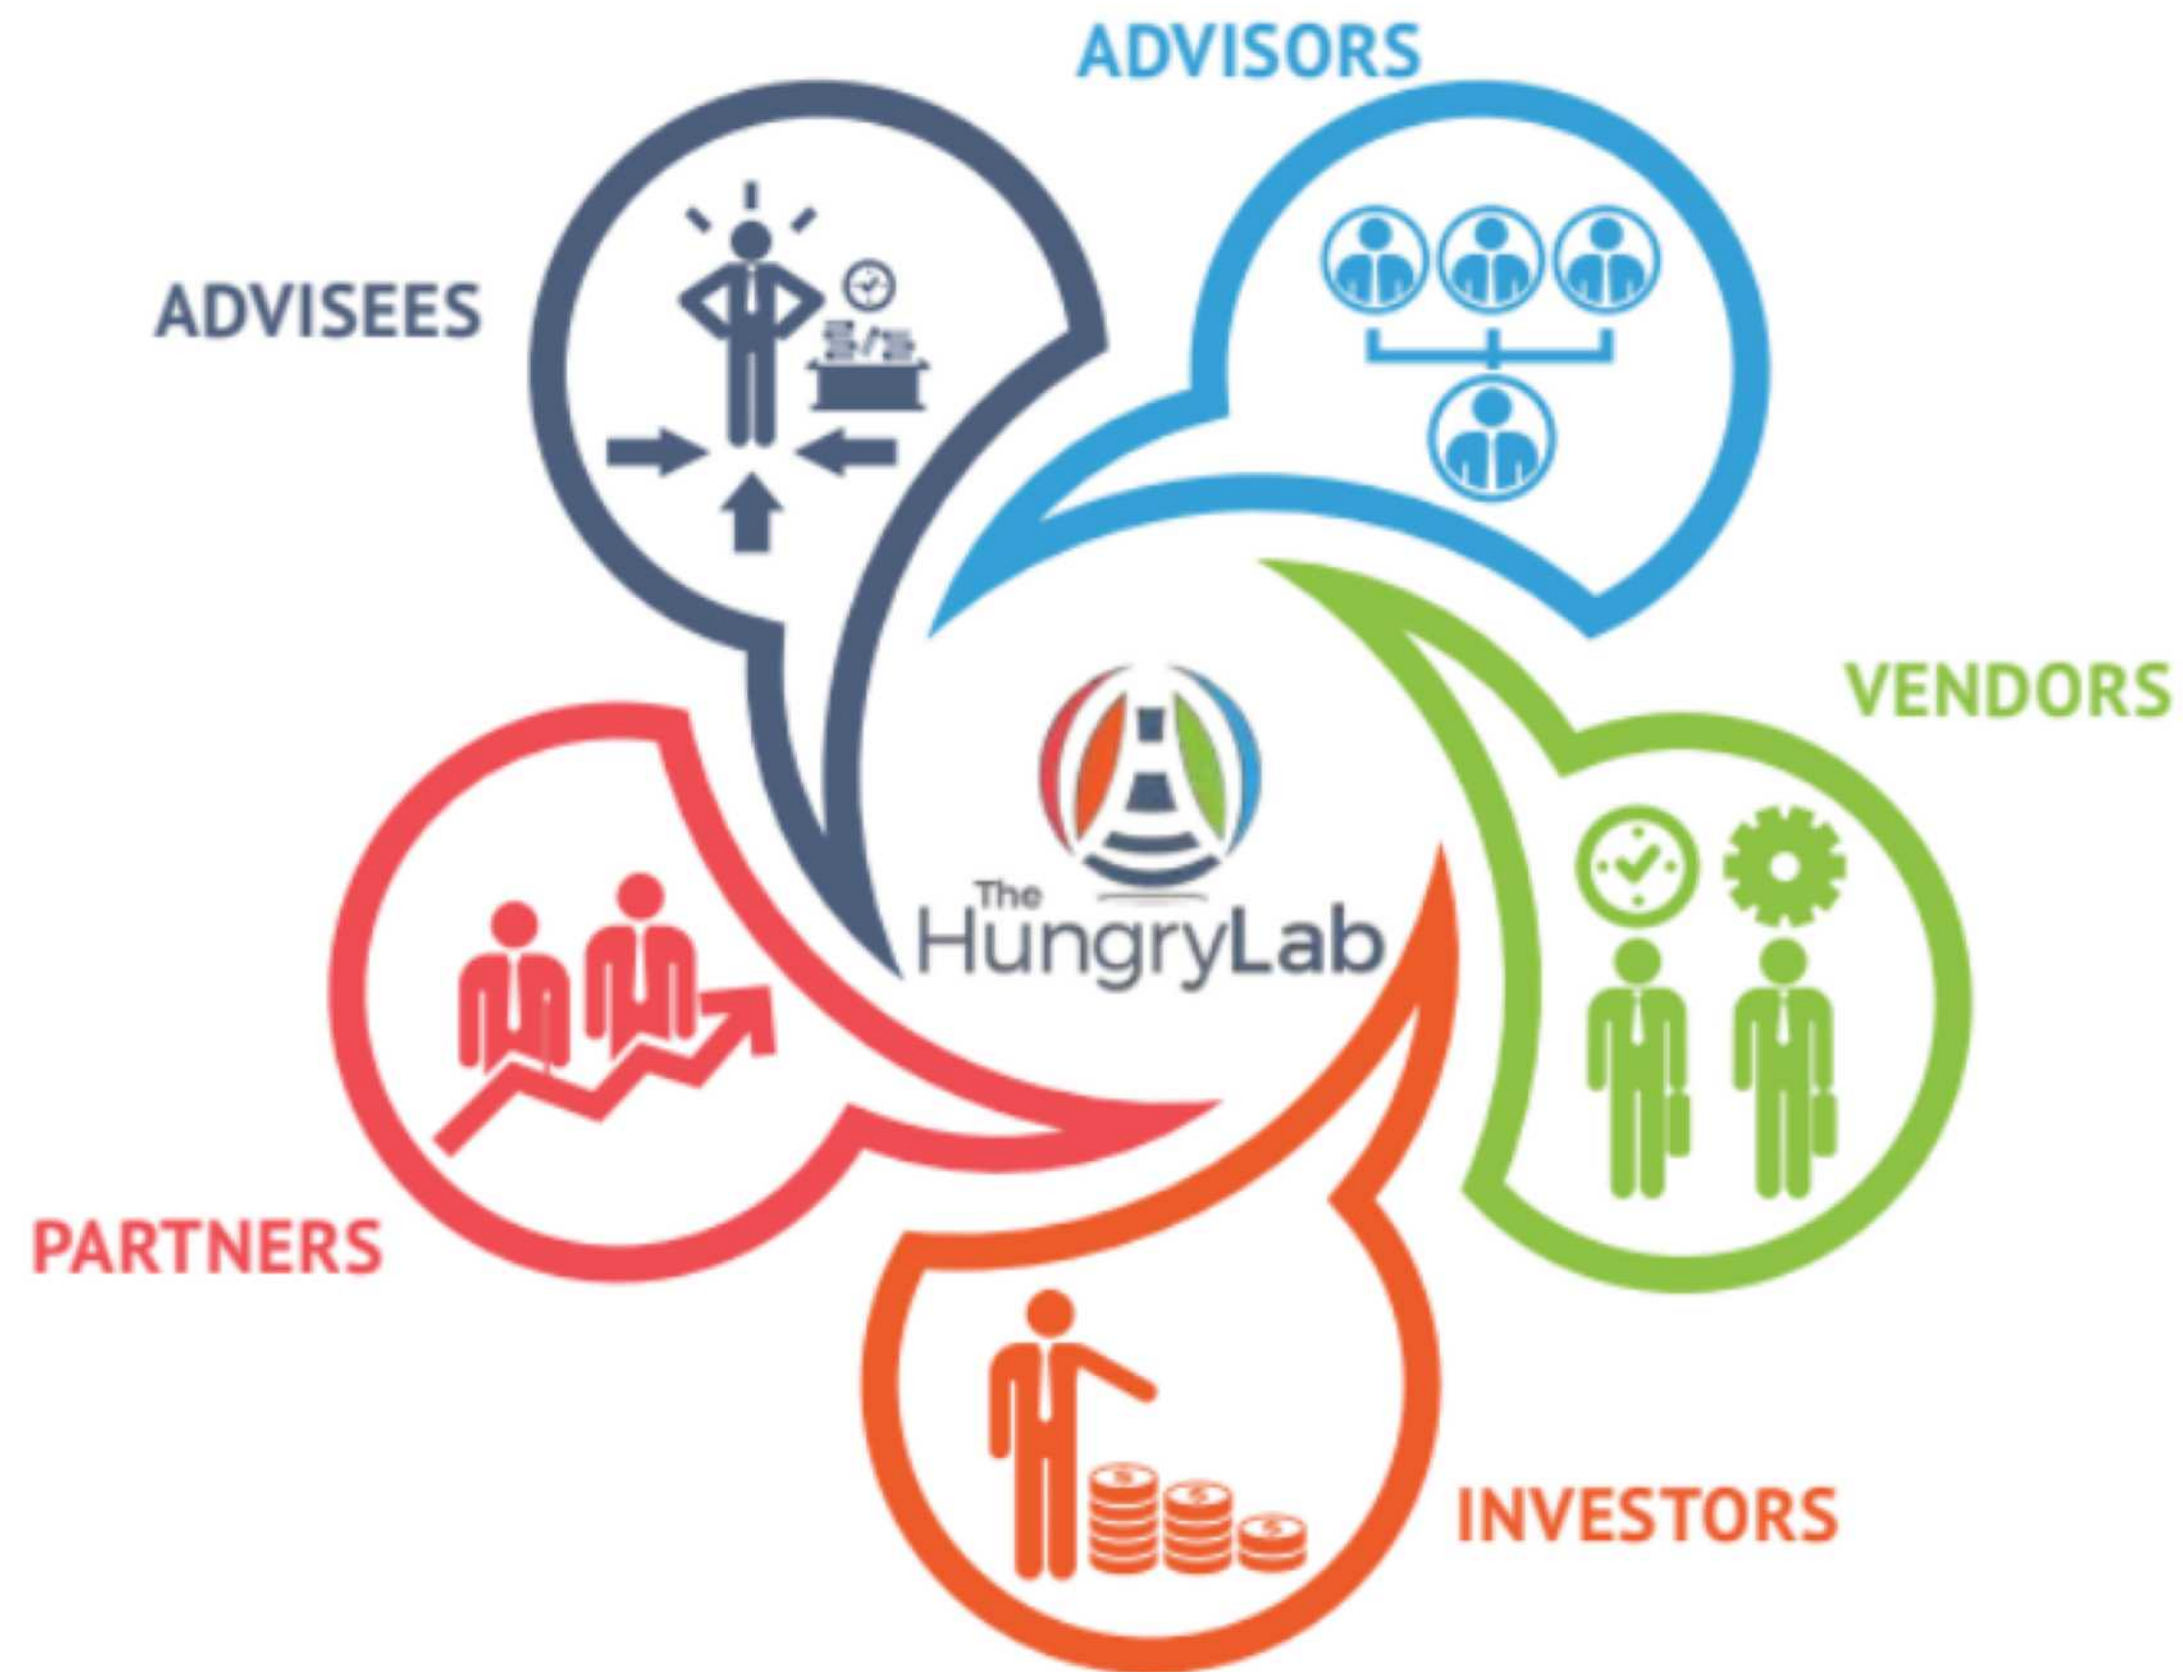 ADVISORS
ADVISEES
VENDORS
The
HungryLab
PARTNERS
INVESTORS